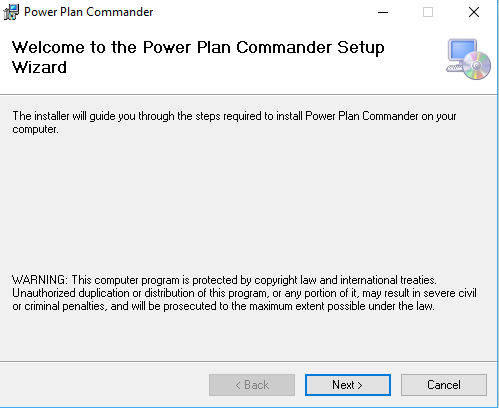 Power Plan Commander
Welcome to the Power Plan Commander Setup
Wizard
The installer will guide you through the steps required to install Power Plan Commander on your
computer.
WARNING: This computer program is protected by copyright law and international treaties.
Unauthorized duplication or distribution of this program, or any portion of it, may result in severe civil
or criminal penalties, and will be prosecuted to the maximum extent possible under the law.
< Back
Next >
Cancel